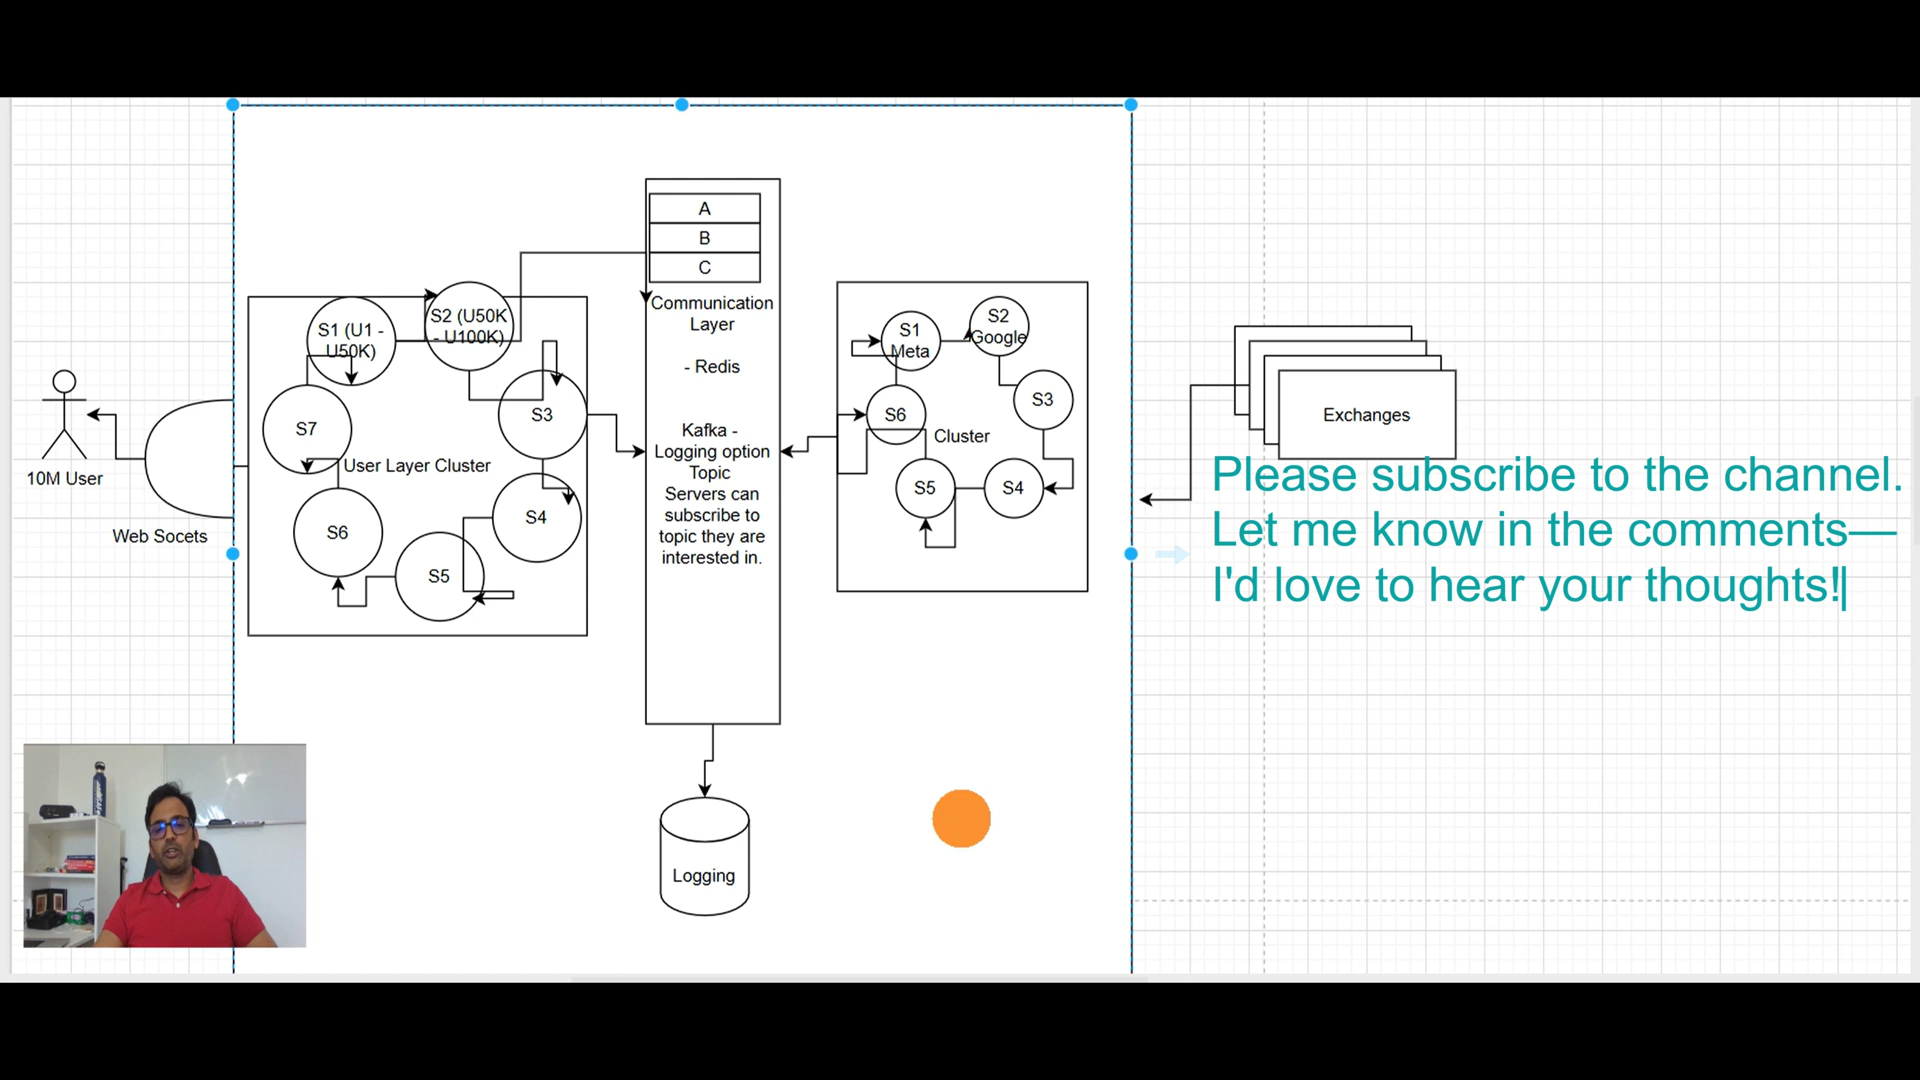 A
B
C
Communication
Layer
- Redis
Kafka -
Logging option
Topic
Servers can
subscribe to
topic they are
interested in.
S1 (U1 -
U50K)
S2 (U50K
- U100K)
S3
S4
S5
S6
S7
User Layer Cluster
10M User
Web Socets
S1
Meta
S2
Google
S3
S4
S5
S6
Cluster
Exchanges
Please subscribe to the channel.
Let me know in the comments—
I'd love to hear your thoughts!
Logging